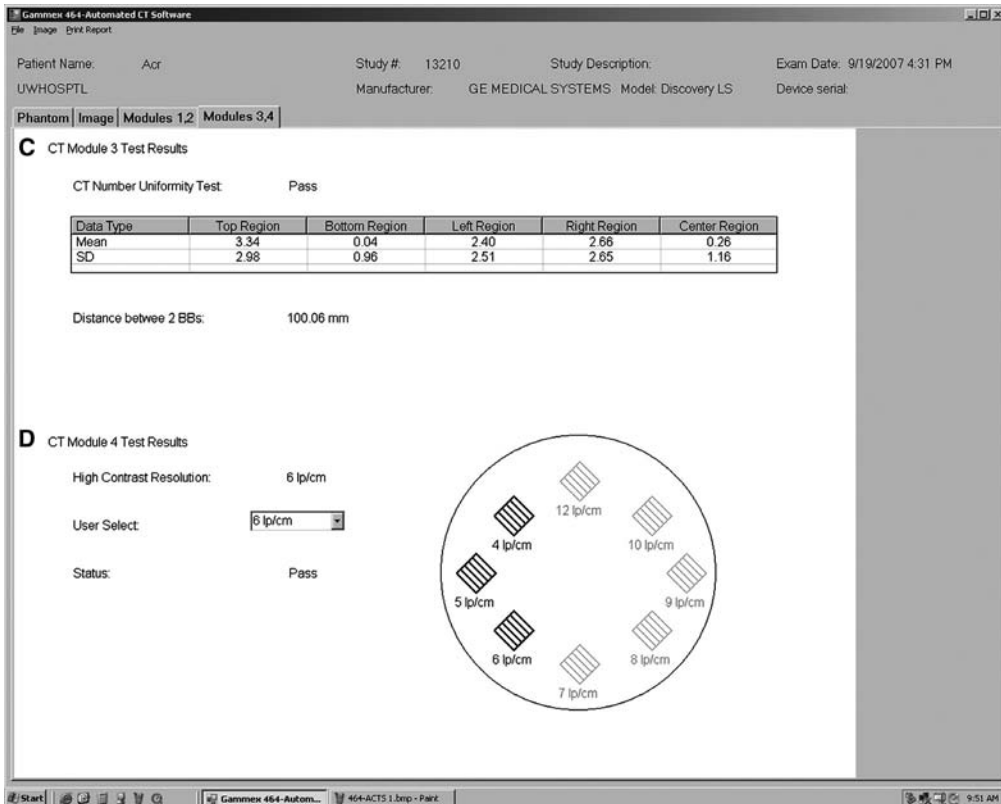 Gammex 464-Automated CT Software
File Image Print Report
Patient Name: Acr Study #: 13210 Study Description: Exam Date: 9/19/2007 4:31 PM
UWHOSPTL Manufacturer: GE MEDICAL SYSTEMS Model: Discovery LS Device serial:
Phantom Image Modules 1,2 Modules 3,4
C CT Module 3 Test Results
CT Number Uniformity Test: Pass
Data Type Top Region Bottom Region Left Region Right Region Center Region
Mean 3.34 0.04 2.40 2.66 0.26
SD 2.98 0.96 2.51 2.65 1.16
Distance betwee 2 BBs: 100.06 mm
D CT Module 4 Test Results
High Contrast Resolution: 6 lp/cm
User Select: 6 lp/cm
Status: Pass
12 lp/cm
4 lp/cm
10 lp/cm
5 lp/cm
9 lp/cm
6 lp/cm
8 lp/cm
7 lp/cm
Start Gammex 464-Autom... 464-ACTS 1.bmp - Paint 9:51 AM